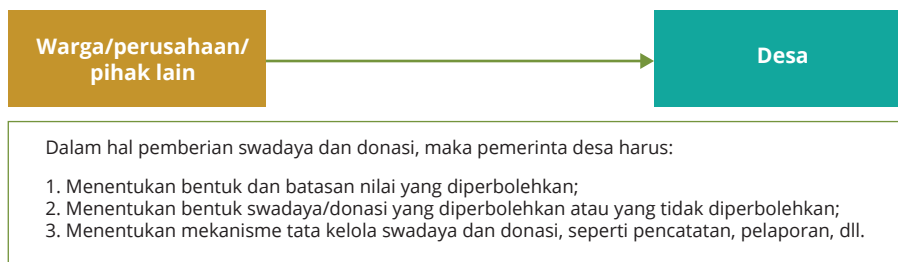 Warga/perusahaan/
pihak lain
Desa
Dalam hal pemberian swadaya dan donasi, maka pemerinta desa harus:
1. Menentukan bentuk dan batasan nilai yang diperbolehkan;
2. Menentukan bentuk swadaya/donasi yang diperbolehkan atau yang tidak diperbolehkan;
3. Menentukan mekanisme tata kelola swadaya dan donasi, seperti pencatatan, pelaporan, dll.